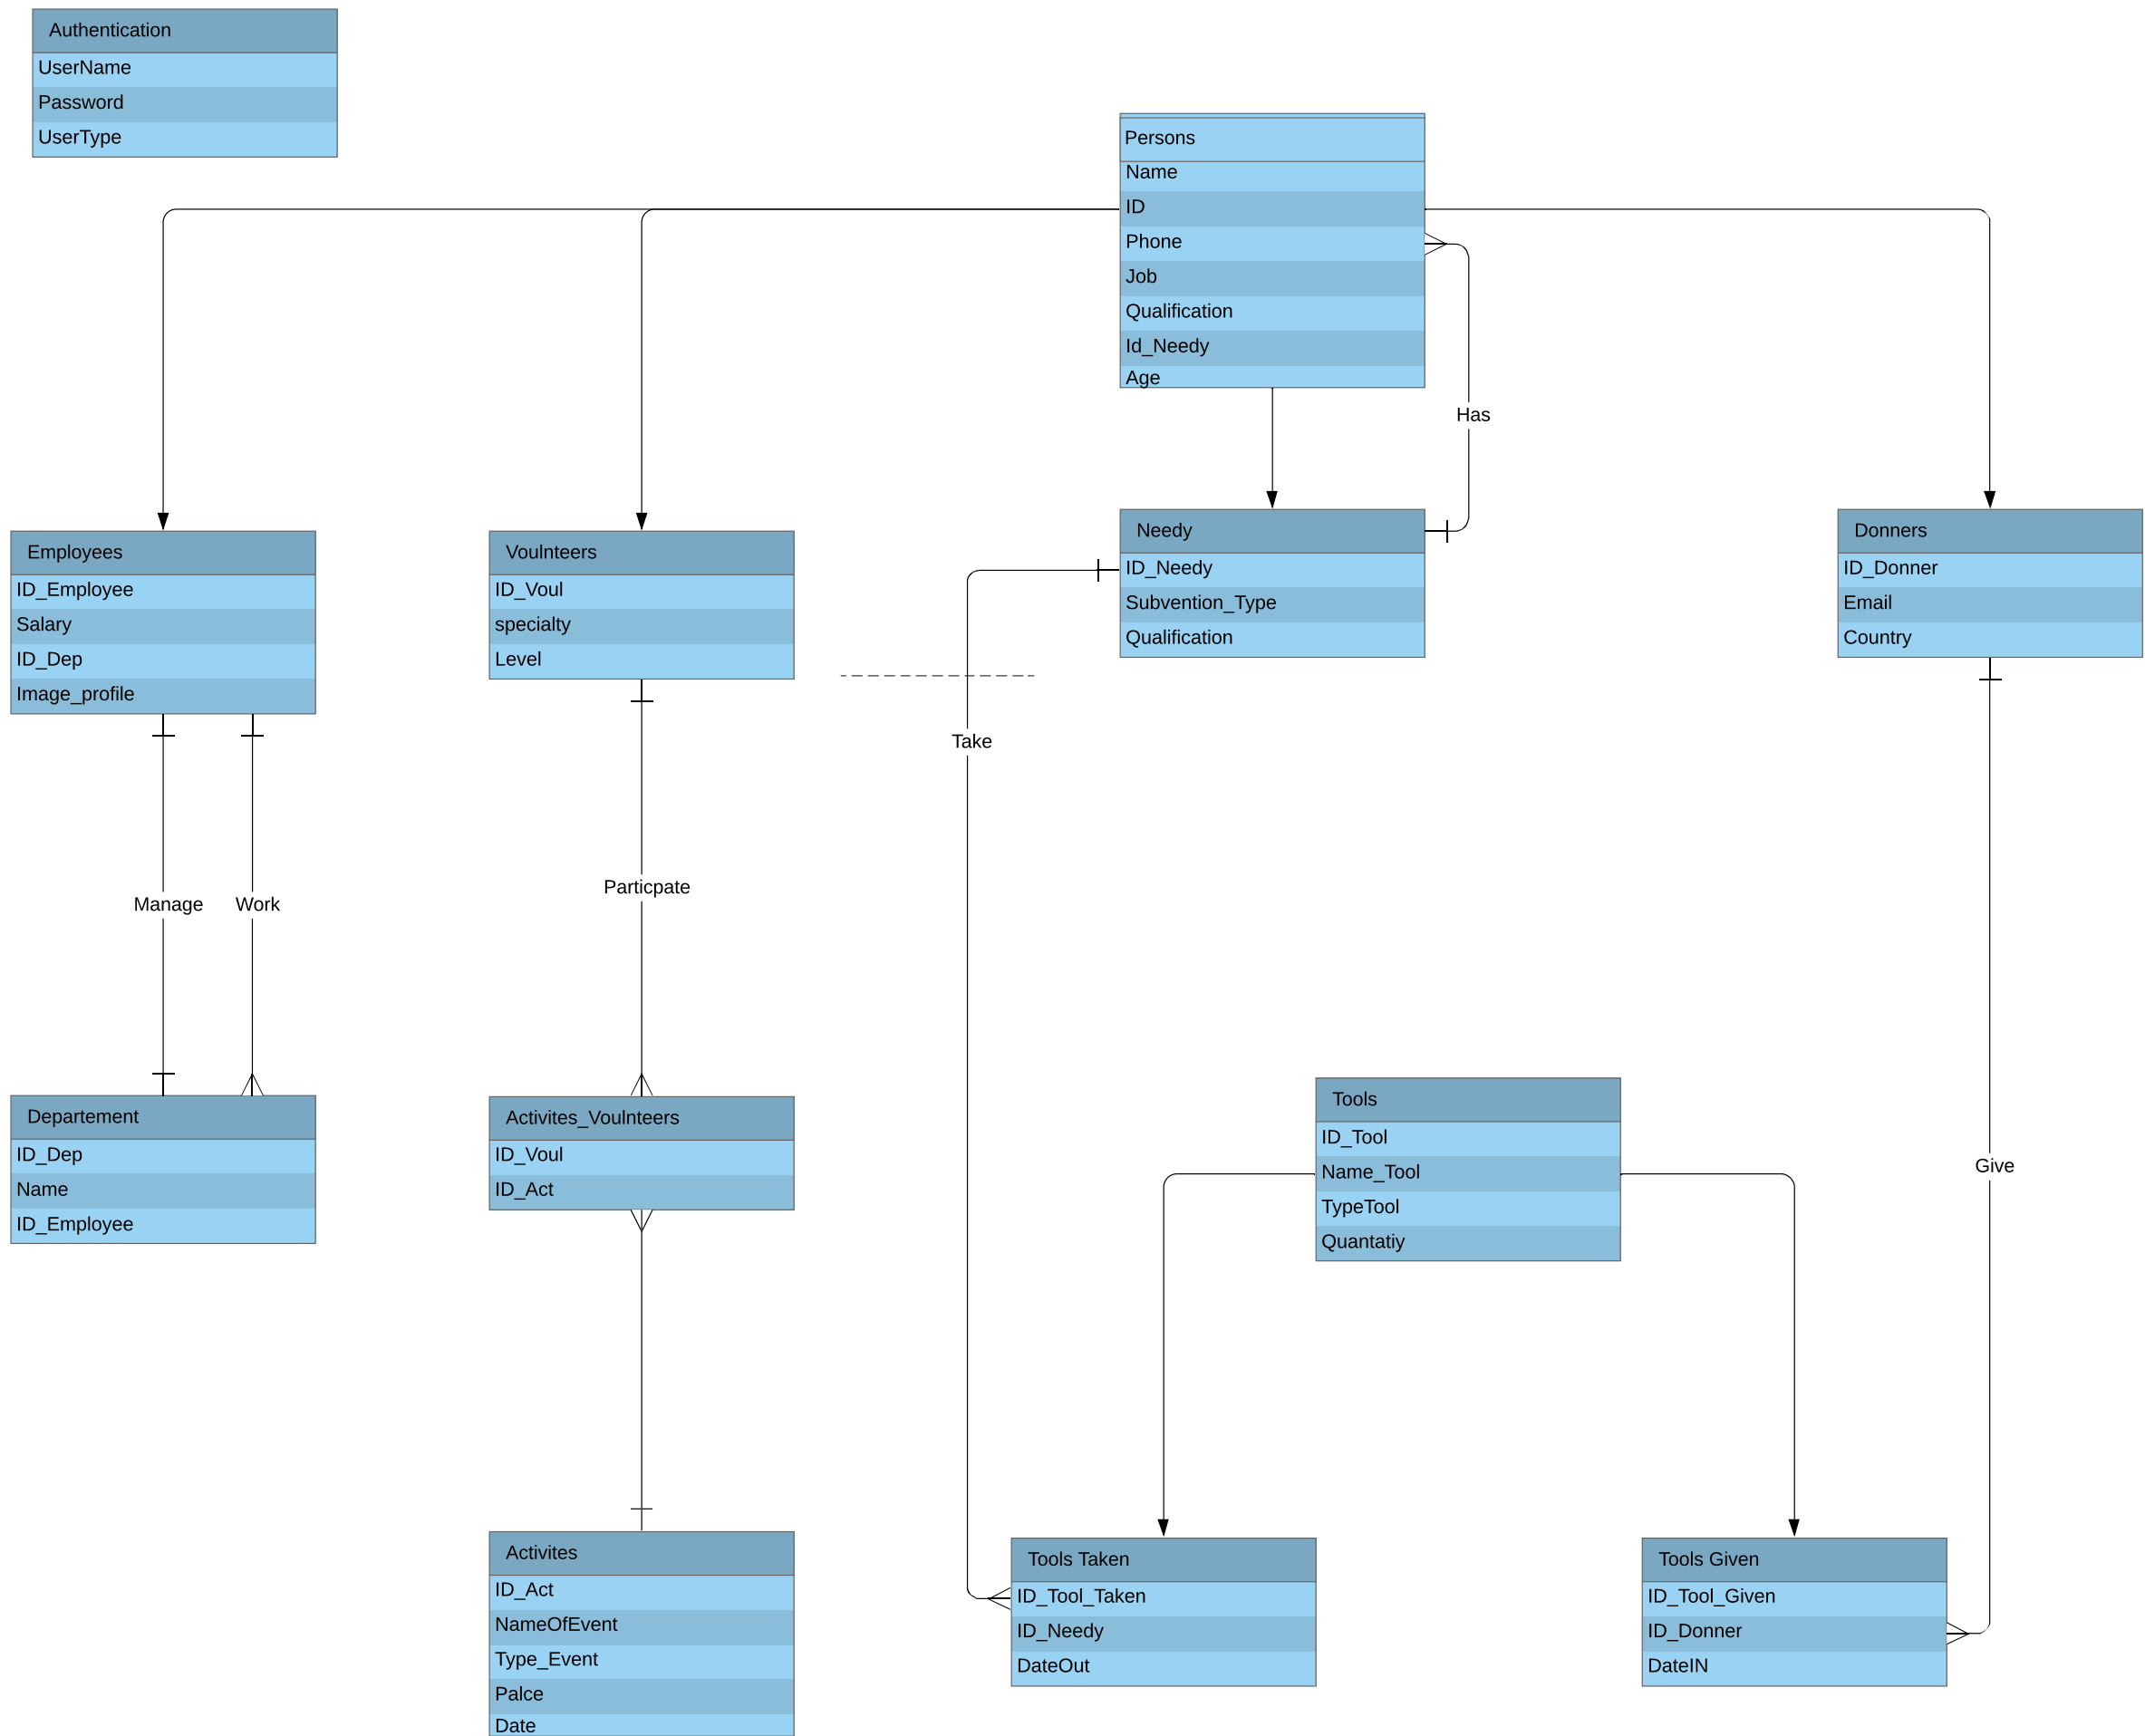 Authentication
UserName
Password
UserType
Persons
Name
ID
Phone
Job
Qualification
Id_Needy
Age
Has
Employees
ID_Employee
Salary
ID_Dep
Image_profile
Voulnteers
ID_Voul
specialty
Level
Needy
ID_Needy
Subvention_Type
Qualification
Donners
ID_Donner
Email
Country
Take
Manage
Work
Particpate
Give
Departement
ID_Dep
Name
ID_Employee
Activites_Voulnteers
ID_Voul
ID_Act
Tools
ID_Tool
Name_Tool
TypeTool
Quantatiy
Activites
ID_Act
NameOfEvent
Type_Event
Palce
Date
Tools Taken
ID_Tool_Taken
ID_Needy
DateOut
Tools Given
ID_Tool_Given
ID_Donner
DateIN